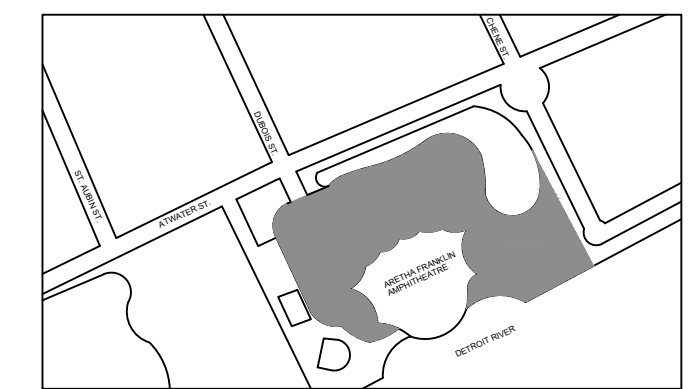 CHENE ST.
DUBOIS ST.
ST. AUBIN ST.
ATWATER ST.
ARETHA FRANKLIN
AMPHITHEATRE
DETROIT RIVER